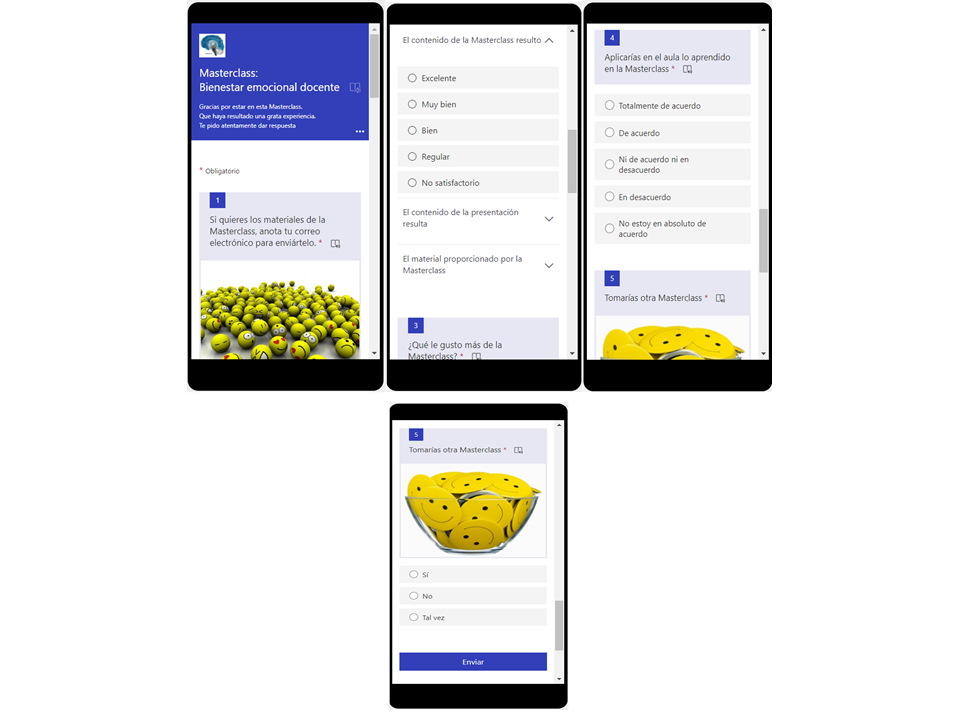 Masterclass:
Bienestar emocional docente
Gracias por estar en esta Masterclass.
Que haya resultado una grata experiencia.
Te pido atentamente dar respuesta
* Obligatorio
1
Si quieres los materiales de la
Masterclass, anota tu correo
electrónico para enviártelo. *
El contenido de la Masterclass resulto
Excelente
Muy bien
Bien
Regular
No satisfactorio
El contenido de la presentación
resulta
El material proporcionado por la
Masterclass
3
¿Qué le gusto más de la
Masterclass? *
4
Aplicarías en el aula lo aprendido
en la Masterclass *
Totalmente de acuerdo
De acuerdo
Ni de acuerdo ni en
desacuerdo
En desacuerdo
No estoy en absoluto de
acuerdo
5
Tomarías otra Masterclass *
5
Tomarías otra Masterclass *
Sí
No
Tal vez
Enviar